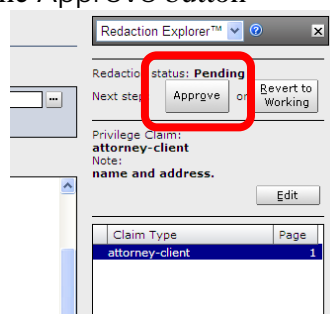 he Approve button
Redaction Explorer™
Redaction status: Pending
Next step Approve or Revert to Working
Privilege Claim:
attorney-client
Note:
name and address.
Edit
Claim Type Page
attorney-client 1